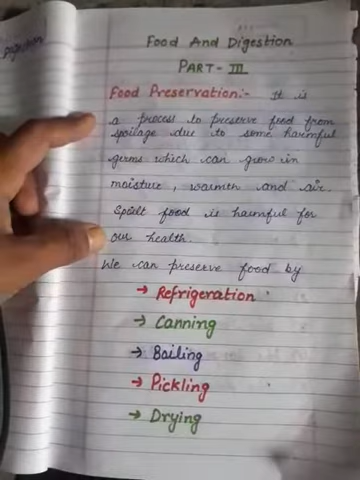 Digestion
Food And Digestion
PART-III
Food Preservation:- It is
a process to preserve food from
spoilage due to some harmful
germs which can grow in
moisture, warmth and air.
Spoilt food is harmful for
our health.
We can preserve food by
→ Refrigeration
→ Canning
→ Boiling
→ Pickling
→ Drying